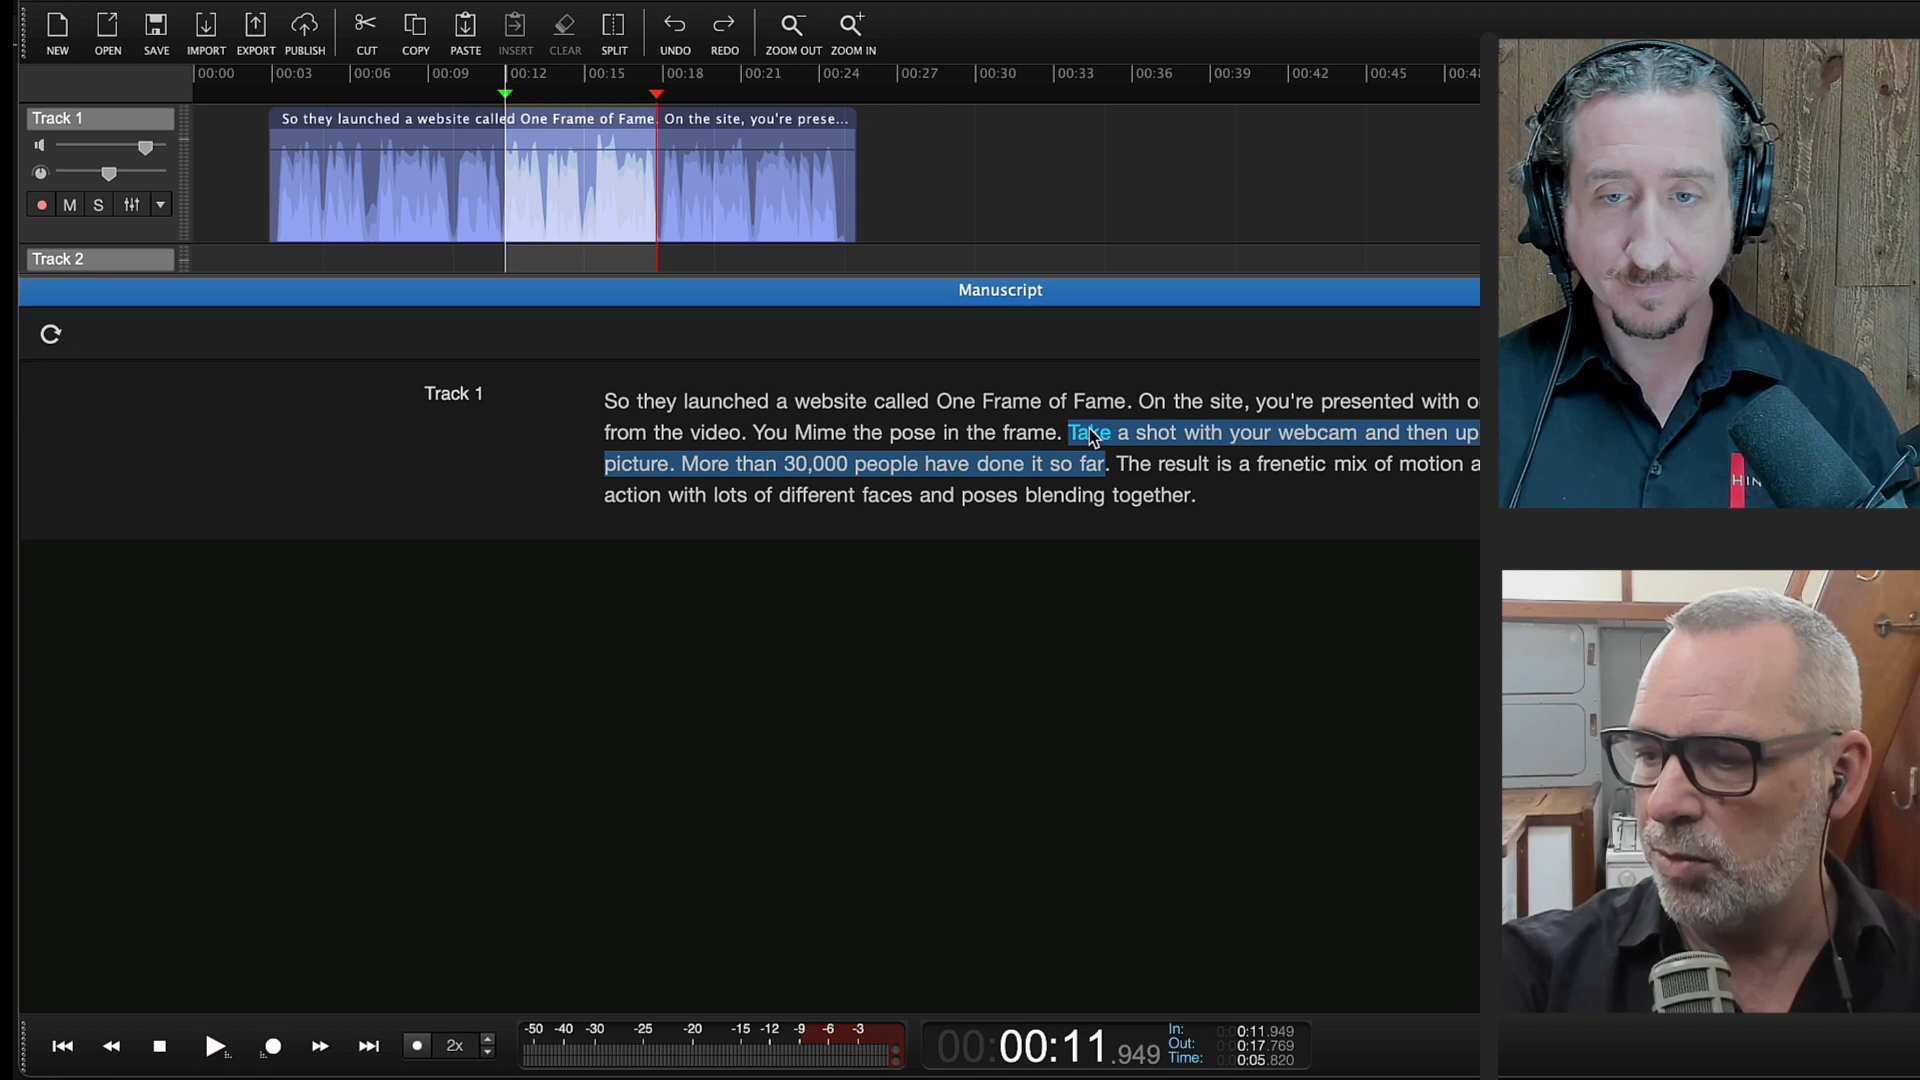 NEW OPEN SAVE IMPORT EXPORT PUBLISH CUT COPY PASTE INSERT CLEAR SPLIT UNDO REDO ZOOM OUT ZOOM IN
00:00 00:03 00:06 00:09 00:12 00:15 00:18 00:21 00:24 00:27 00:30 00:33 00:36 00:39 00:42 00:45 00:48
Track 1
So they launched a website called One Frame of Fame. On the site, you're prese...
M S
Track 2
Manuscript
Track 1
So they launched a website called One Frame of Fame. On the site, you're presented with
from the video. You Mime the pose in the frame. Take a shot with your webcam and then up
picture. More than 30,000 people have done it so far. The result is a frenetic mix of motion a
action with lots of different faces and poses blending together.
HIN
2x
-50 -40 -30 -25 -20 -15 -12 -9 -6 -3
00:00:11.949
In: 0:00:11.949
Out: 0:00:17.769
Time: 0:00:05.820